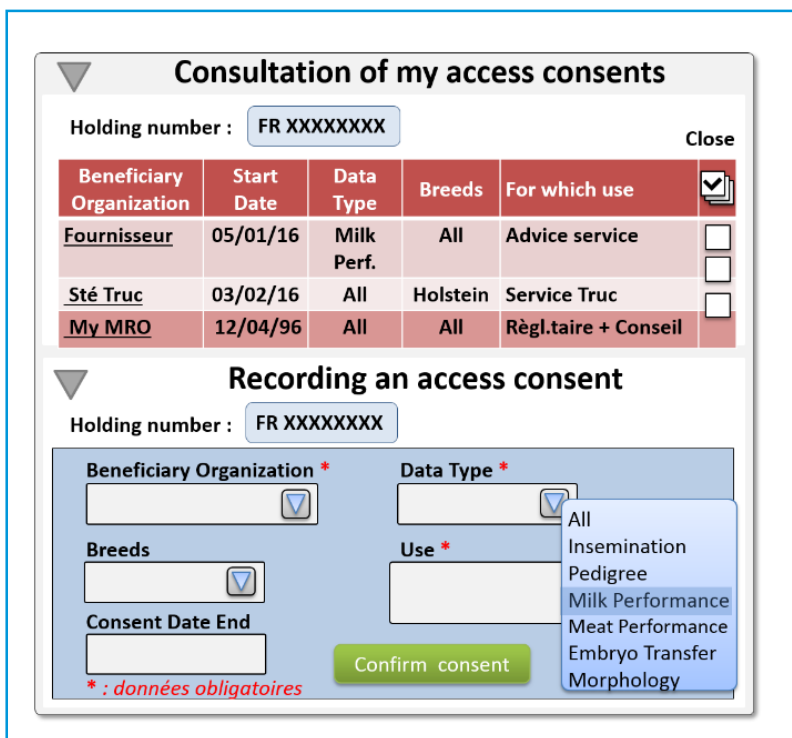 Consultation of my access consents
Holding number : FR XXXXXXXX
Close
Beneficiary Organization Start Date Data Type Breeds For which use
Fournisseur 05/01/16 Milk Perf. All Advice service
Sté Truc 03/02/16 All Holstein Service Truc
My MRO 12/04/96 All All Règl.taire + Conseil
Recording an access consent
Holding number : FR XXXXXXXX
Beneficiary Organization * Data Type *
All
Insemination
Pedigree
Milk Performance
Meat Performance
Embryo Transfer
Morphology
Breeds Use *
Consent Date End
Confirm consent
* : données obligatoires